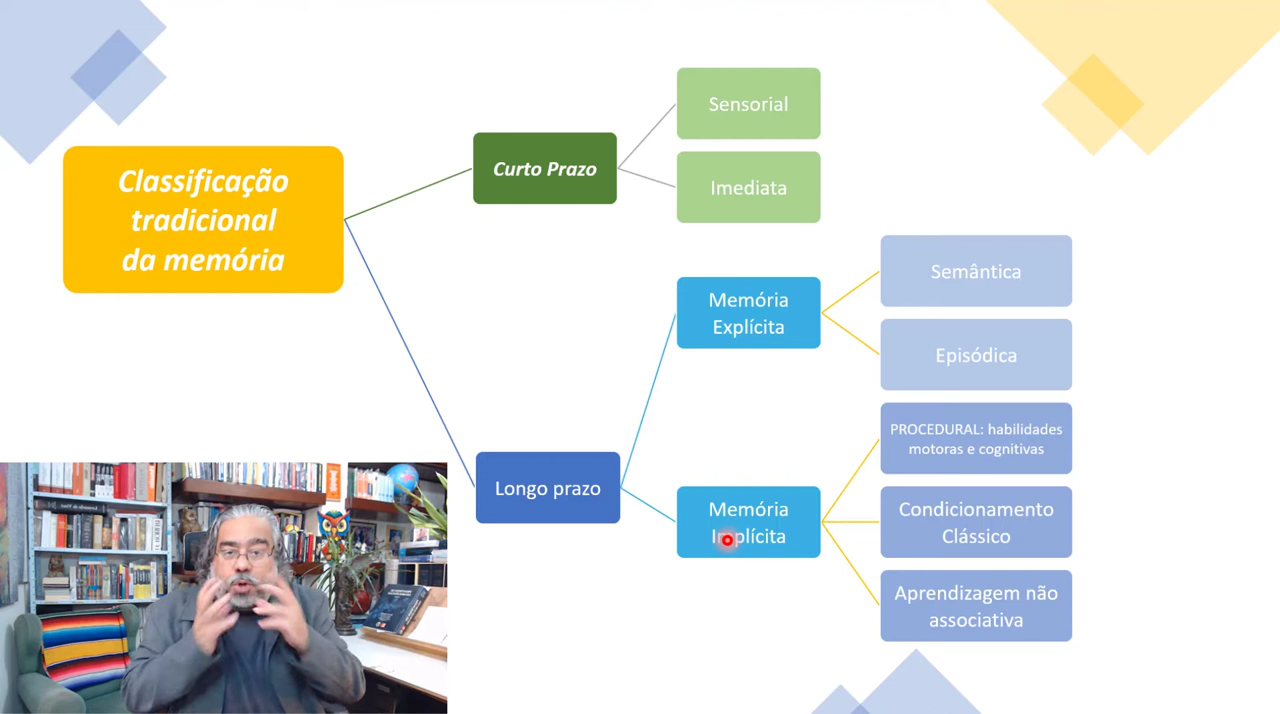 Classificação
tradicional
da memória
Curto Prazo
Sensorial
Imediata
Longo prazo
Memória
Explícita
Semântica
Episódica
Memória
Implícita
PROCEDURAL: habilidades
motoras e cognitivas
Condicionamento
Clássico
Aprendizagem não
associativa